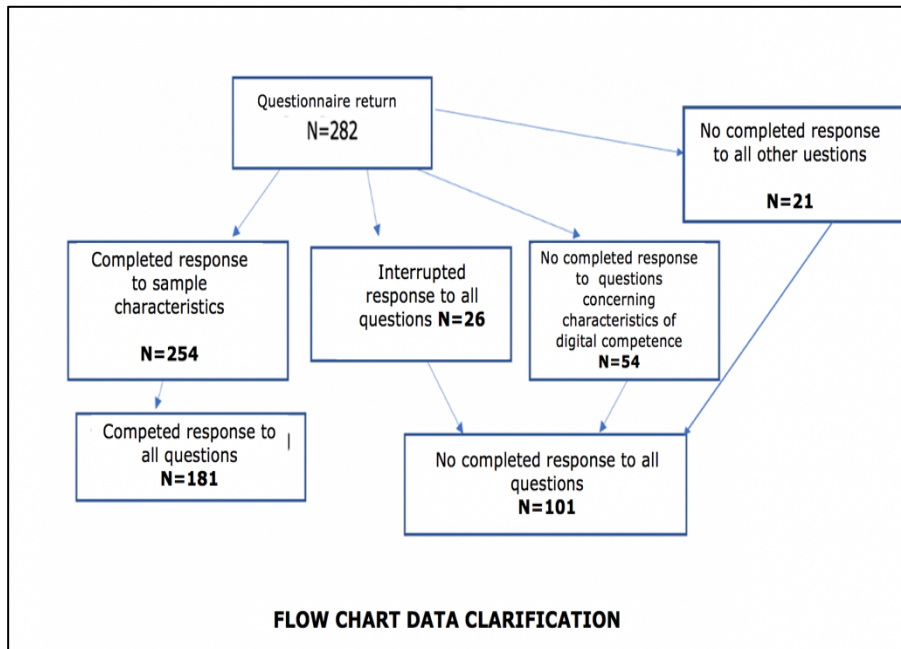 Questionnaire return
N=282
No completed response
to all other uestions
N=21
Completed response
to sample
characteristics
N=254
Interrupted
response to all
questions N=26
No completed response
to questions
concerning
characteristics of
digital competence
N=54
Competed response to
all questions
N=181
No completed response to all
questions
N=101
FLOW CHART DATA CLARIFICATION